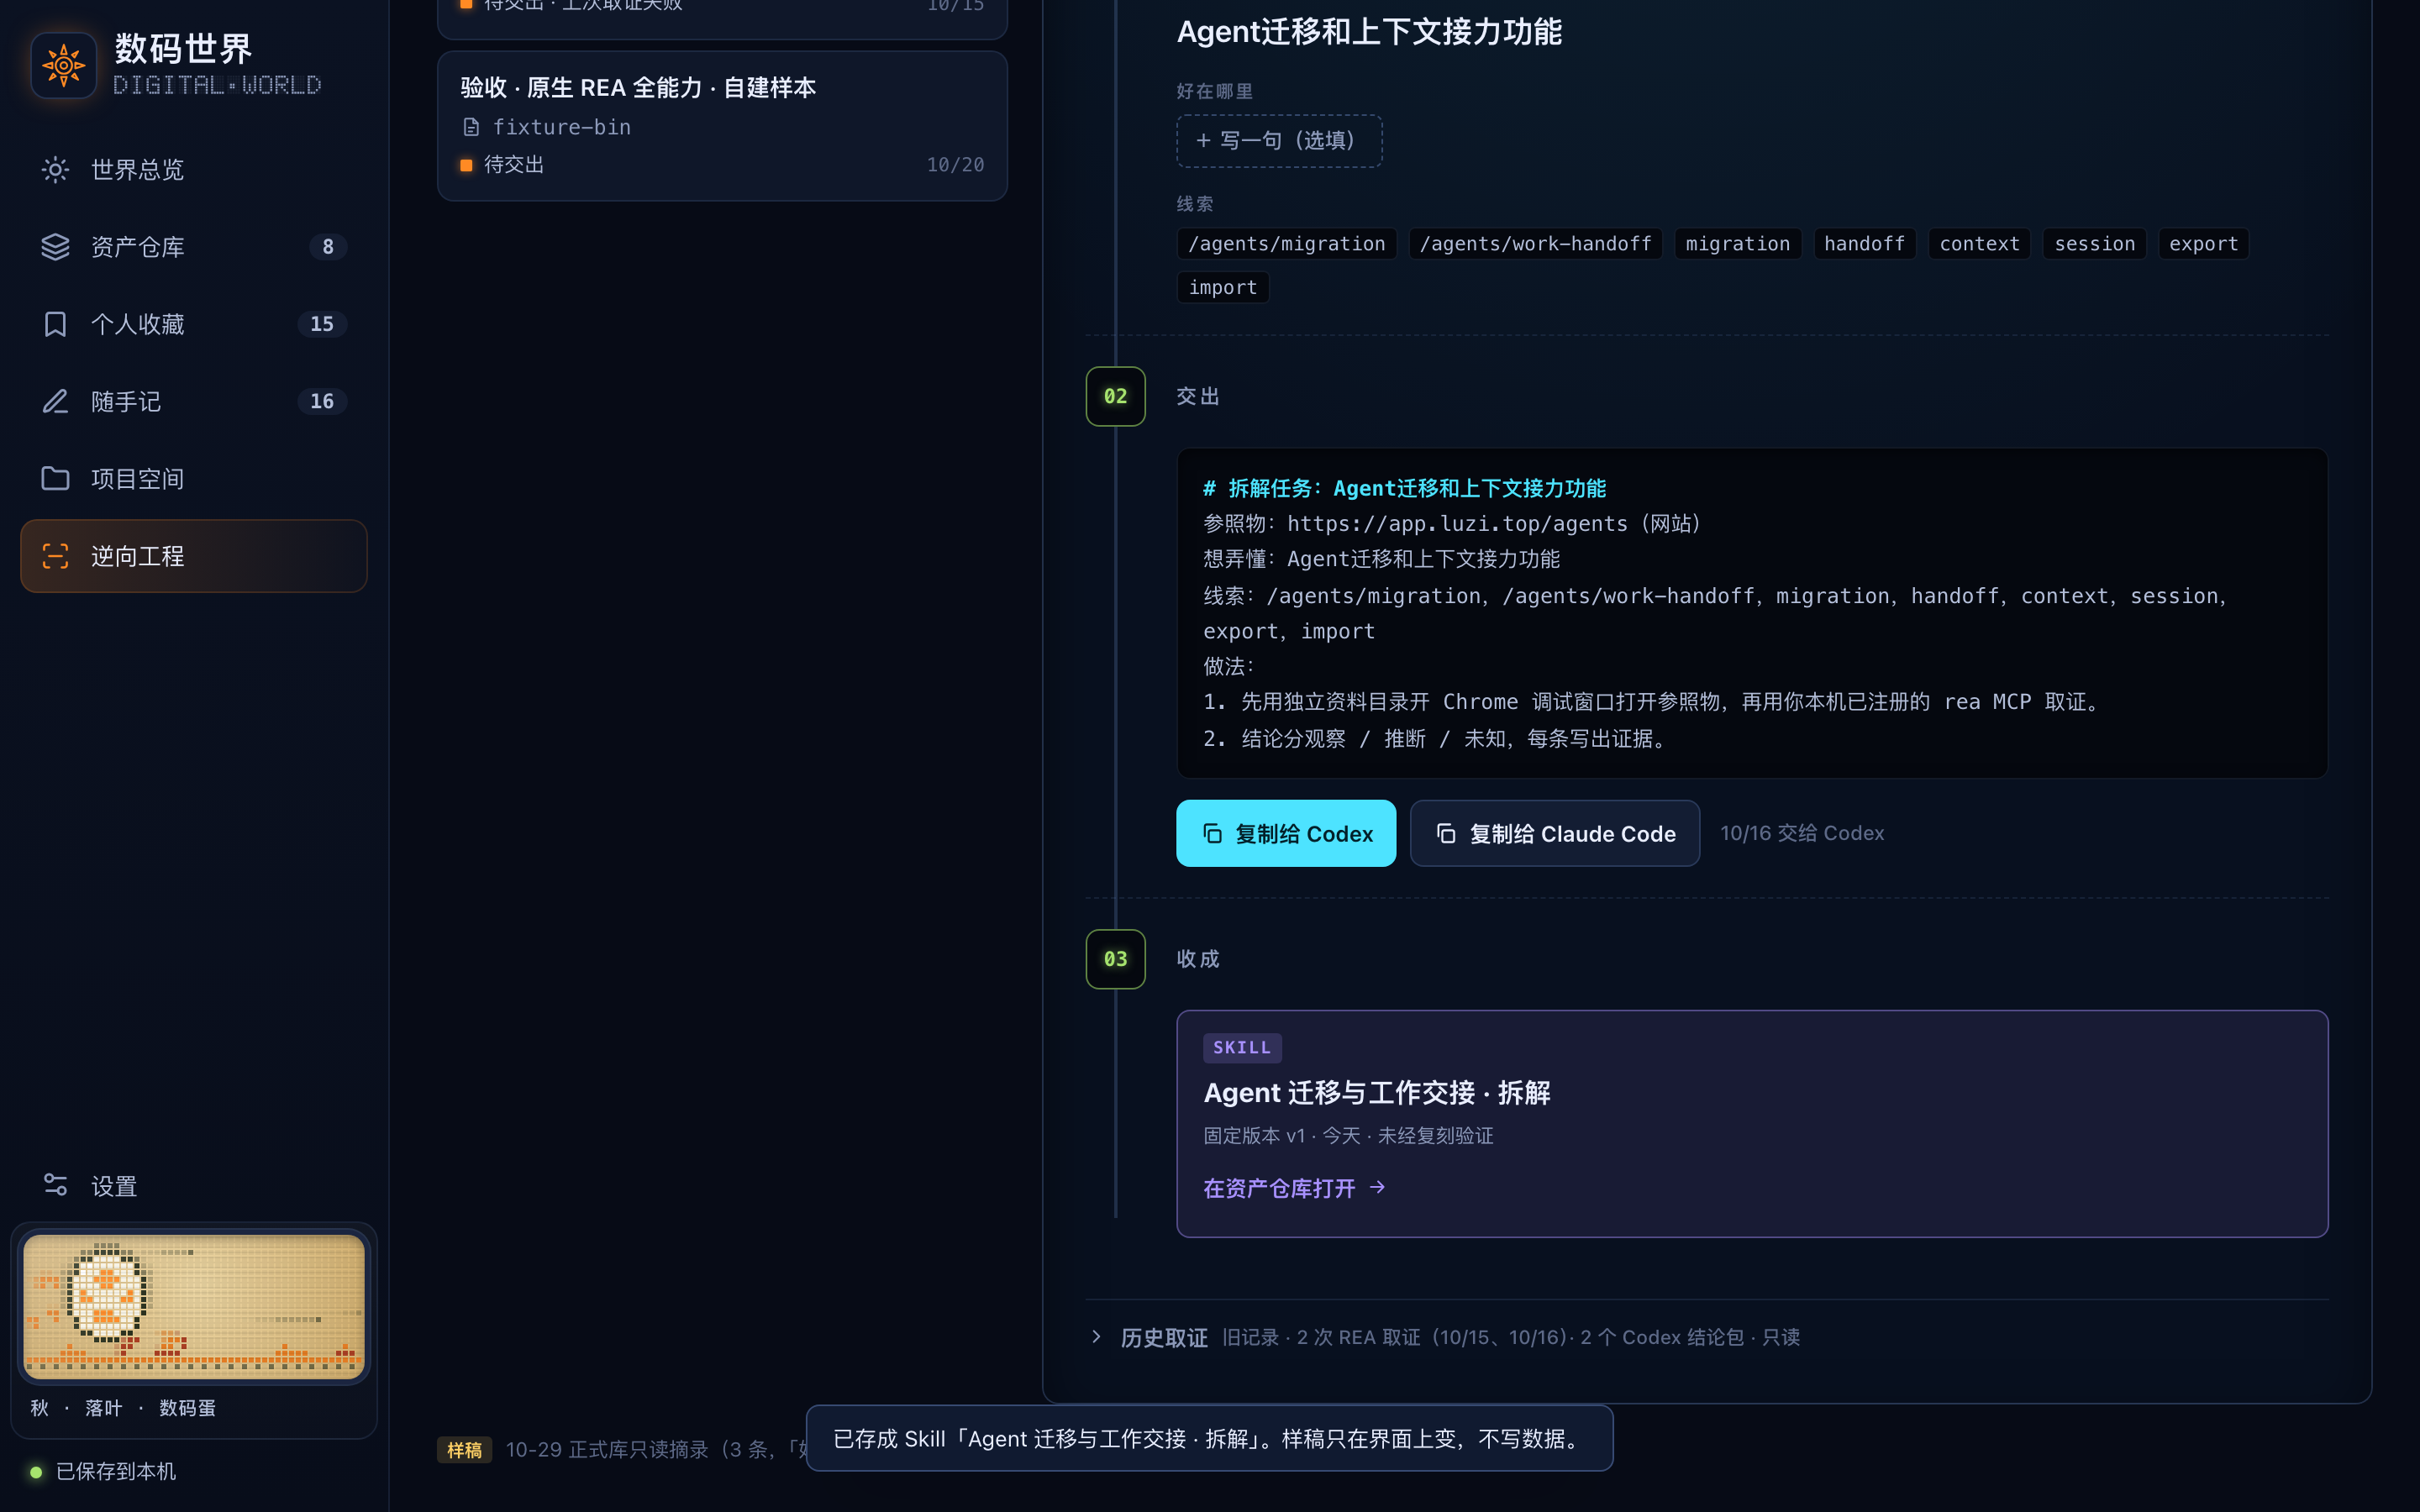 数码世界
DIGITAL·WORLD
世界总览
资产仓库 8
个人收藏 15
随手记 16
项目空间
逆向工程
设置
秋 · 落叶 · 数码蛋
已保存到本机
待交出 · 上次取证失败 10/15
验收 · 原生 REA 全能力 · 自建样本
fixture-bin
待交出 10/20
Agent迁移和上下文接力功能
好在哪里
+ 写一句（选填）
线索
/agents/migration /agents/work-handoff migration handoff context session export
import
02 交出
# 拆解任务：Agent迁移和上下文接力功能
参照物：https://app.luzi.top/agents（网站）
想弄懂：Agent迁移和上下文接力功能
线索：/agents/migration，/agents/work-handoff，migration，handoff，context，session，
export，import
做法：
1. 先用独立资料目录开 Chrome 调试窗口打开参照物，再用你本机已注册的 rea MCP 取证。
2. 结论分观察 / 推断 / 未知，每条写出证据。
复制给 Codex 复制给 Claude Code 10/16 交给 Codex
03 收成
SKILL
Agent 迁移与工作交接 · 拆解
固定版本 v1 · 今天 · 未经复刻验证
在资产仓库打开 →
历史取证 旧记录 · 2 次 REA 取证（10/15、10/16）· 2 个 Codex 结论包 · 只读
样稿 10-29 正式库只读摘录（3 条，「
已存成 Skill「Agent 迁移与工作交接 · 拆解」。样稿只在界面上变，不写数据。